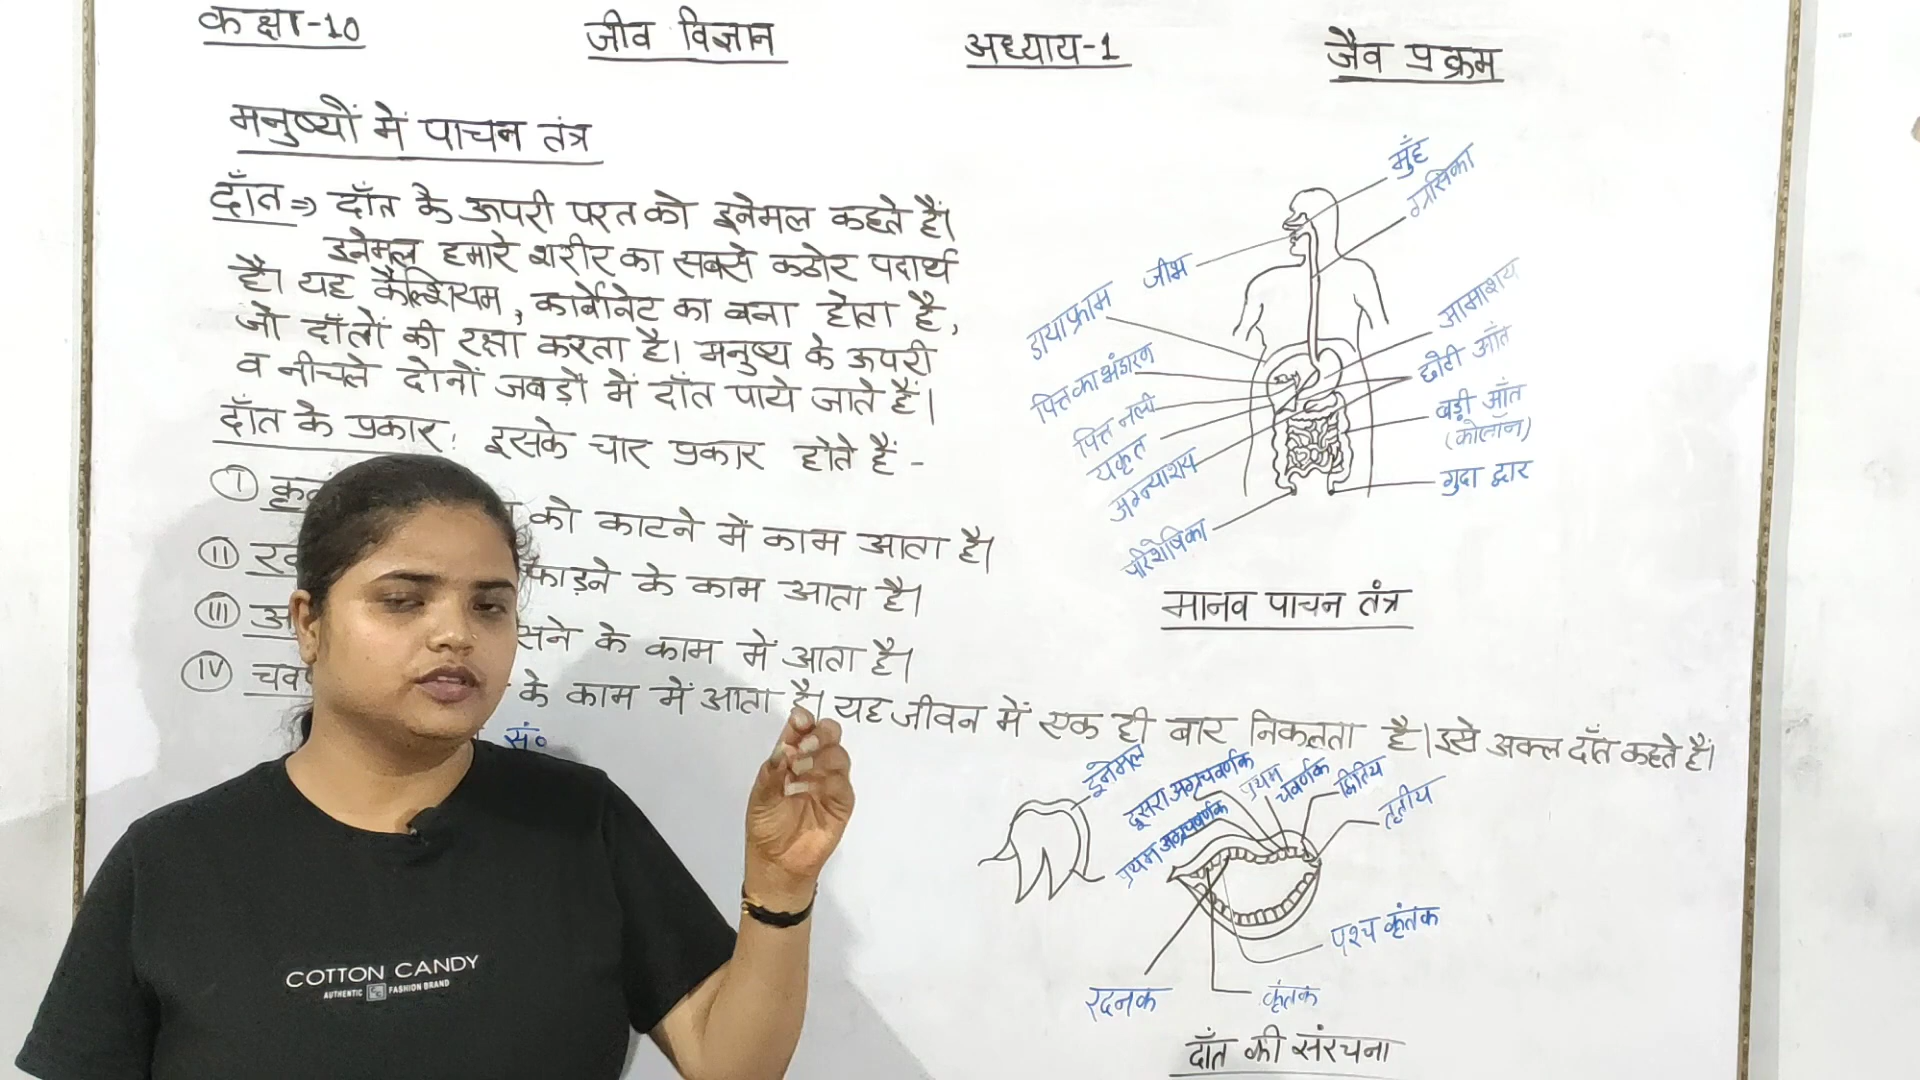 कक्षा-10
जीव विज्ञान
अध्याय-1
जैव प्रक्रम
मनुष्यों में पाचन तंत्र
दाँत⇒ दाँत के ऊपरी परत को इनेमल कहते हैं।
इनेमल हमारे शरीर का सबसे कठोर पदार्थ
है। यह कैल्शियम, कार्बोनेट का बना होता है,
जो दाँतों की रक्षा करता है। मनुष्य के ऊपरी
व नीचले दोनों जबड़ों में दाँत पाये जाते हैं।
दाँत के प्रकार: इसके चार प्रकार होते हैं -
I को काटने में काम आता है।
II फाड़ने के काम आता है।
III के काम में आता है।
IV के काम में आता है। यह जीवन में एक ही बार निकलता है। इसे अक्ल दाँत कहते हैं।
सं०
मुँह
ग्रसिका
जीभ
डायाफ्राम
आमाशय
पित्त का भंडारण
छोटी आँत
पित्त नली
बड़ी आँत
(कोलॉन)
यकृत
अग्न्याशय
गुदा द्वार
परिशेषिका
मानव पाचन तंत्र
इनेमल
दूसरा अग्रचवर्णक
प्रथम
चवर्णक
द्वितिय
तृतीय
प्रथम अग्रचवर्णक
पश्च कृंतक
रदनक
कृंतक
दाँत की संरचना
COTTON CANDY
AUTHENTIC FASHION BRAND